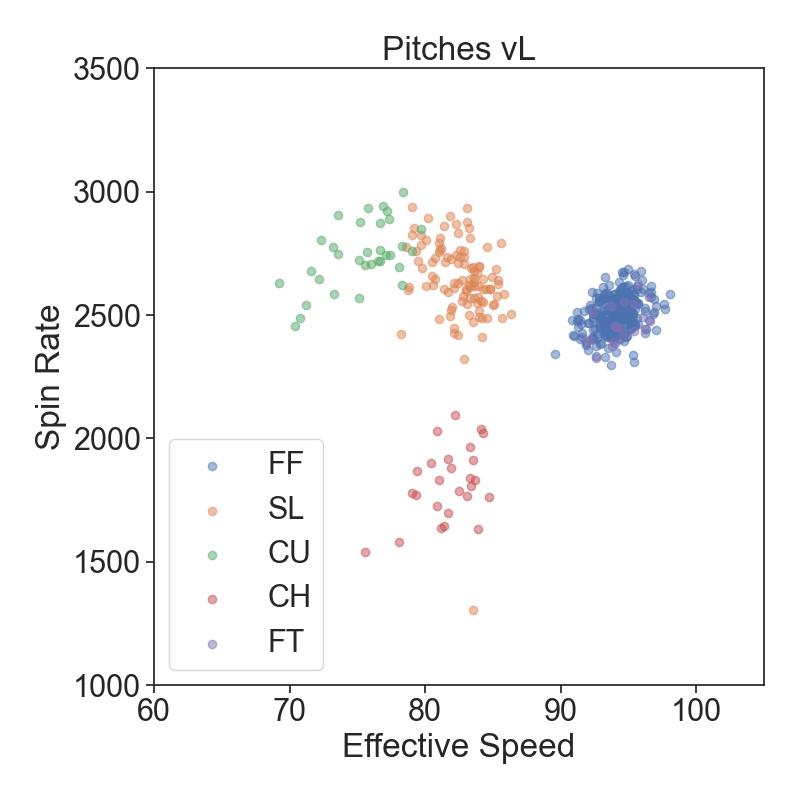 Pitches vL
3500
3000
2500
2000
1500
1000
Spin Rate
FF
SL
CU
CH
FT
60 70 80 90 100
Effective Speed